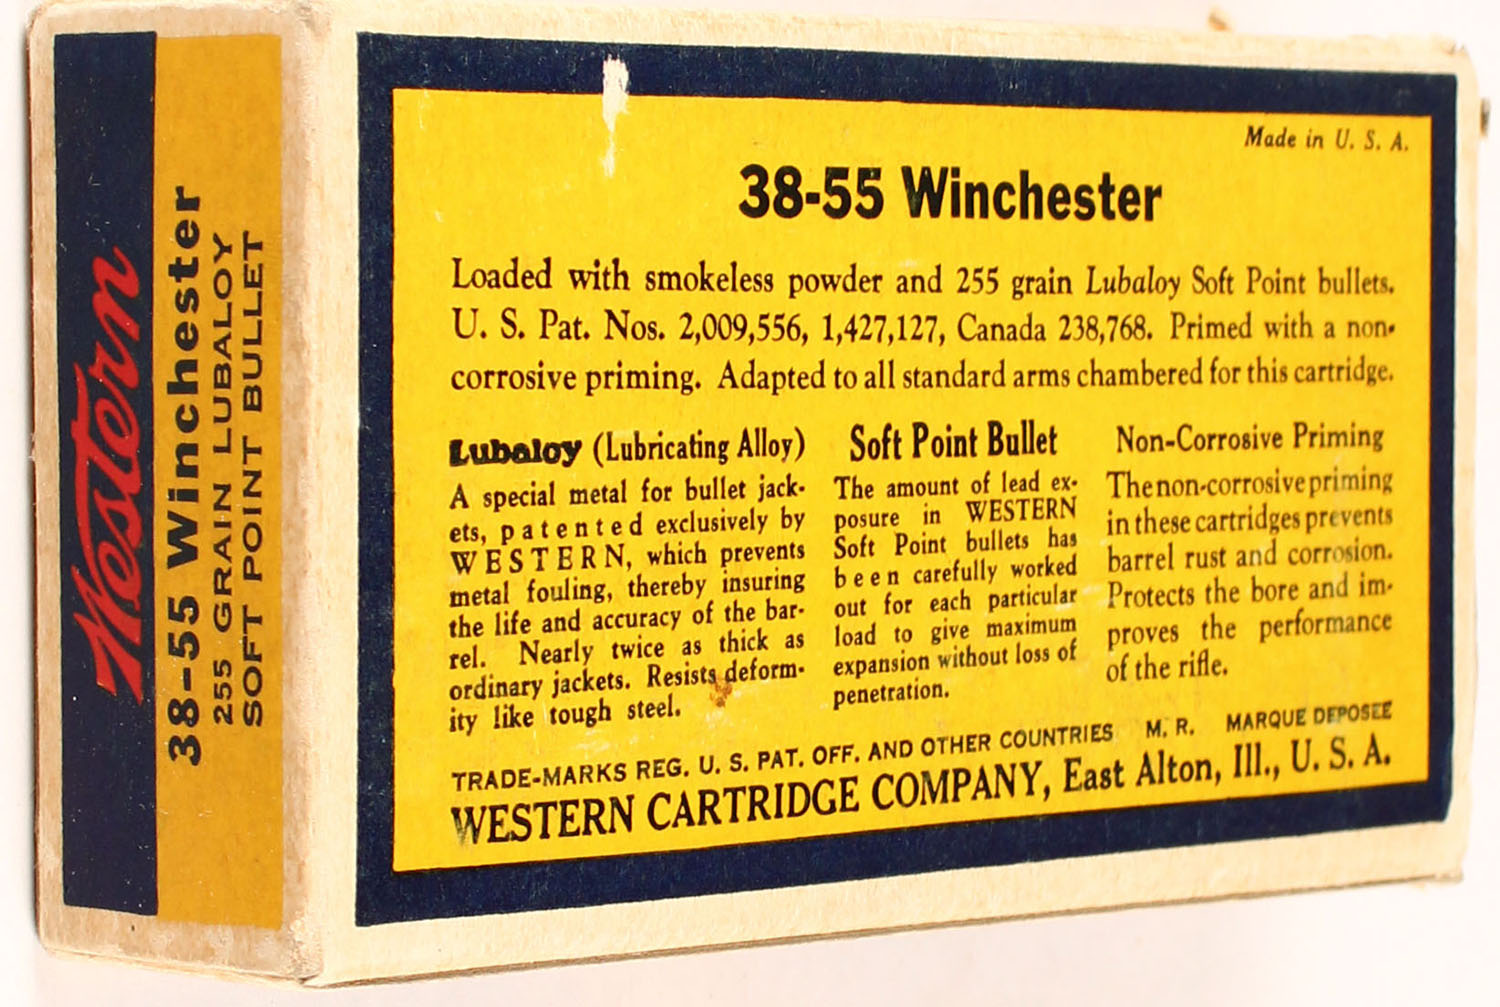 Western
38-55 Winchester
255 GRAIN LUBALOY
SOFT POINT BULLET
Made in U. S. A.
38-55 Winchester
Loaded with smokeless powder and 255 grain Lubaloy Soft Point bullets.
U. S. Pat. Nos. 2,009,556, 1,427,127, Canada 238,768. Primed with a non-
corrosive priming. Adapted to all standard arms chambered for this cartridge.
Lubaloy (Lubricating Alloy)
A special metal for bullet jack-
ets, patented exclusively by
WESTERN, which prevents
metal fouling, thereby insuring
the life and accuracy of the bar-
rel. Nearly twice as thick as
ordinary jackets. Resists deform-
ity like tough steel.
Soft Point Bullet
The amount of lead ex-
posure in WESTERN
Soft Point bullets has
been carefully worked
out for each particular
load to give maximum
expansion without loss of
penetration.
Non-Corrosive Priming
The non-corrosive priming
in these cartridges prevents
barrel rust and corrosion.
Protects the bore and im-
proves the performance
of the rifle.
TRADE-MARKS REG. U. S. PAT. OFF. AND OTHER COUNTRIES M. R. MARQUE DEPOSEE
WESTERN CARTRIDGE COMPANY, East Alton, Ill., U. S. A.